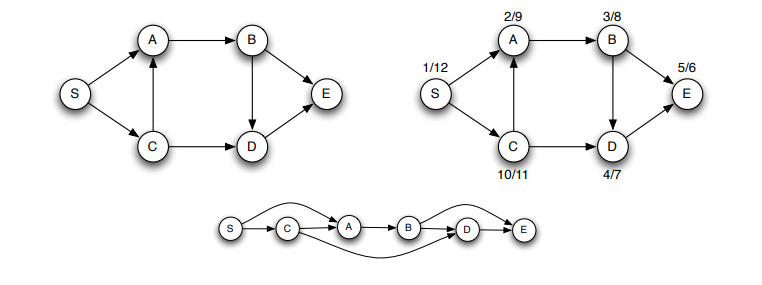 2/9 3/8
A B A B
1/12 5/6
S E S E
C D C D
10/11 4/7
S C A B D E